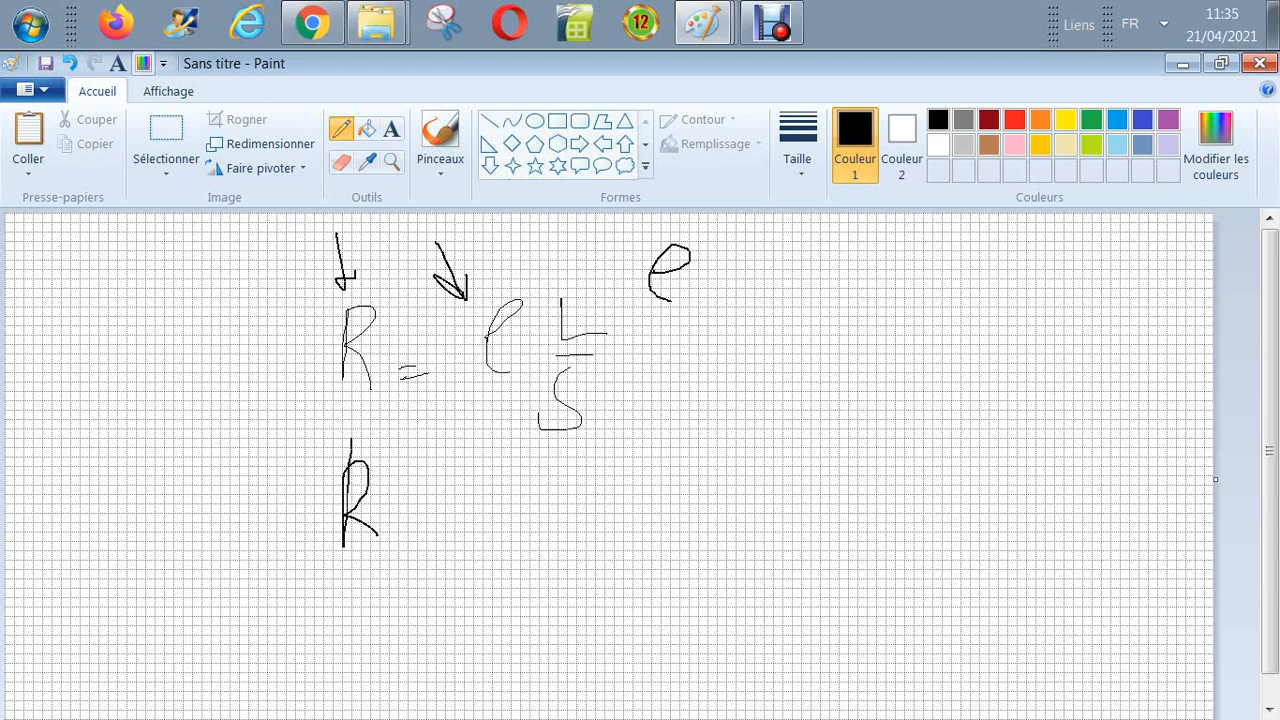 12
Liens
FR
11:35
21/04/2021
A
Sans titre - Paint
Accueil
Affichage
Coller
Couper
Copier
Presse-papiers
Sélectionner
Rogner
Redimensionner
Faire pivoter
Image
A
Outils
Pinceaux
Contour
Remplissage
Formes
Taille
Couleur 1
Couleur 2
Modifier les couleurs
Couleurs
e
R = e L
S
R